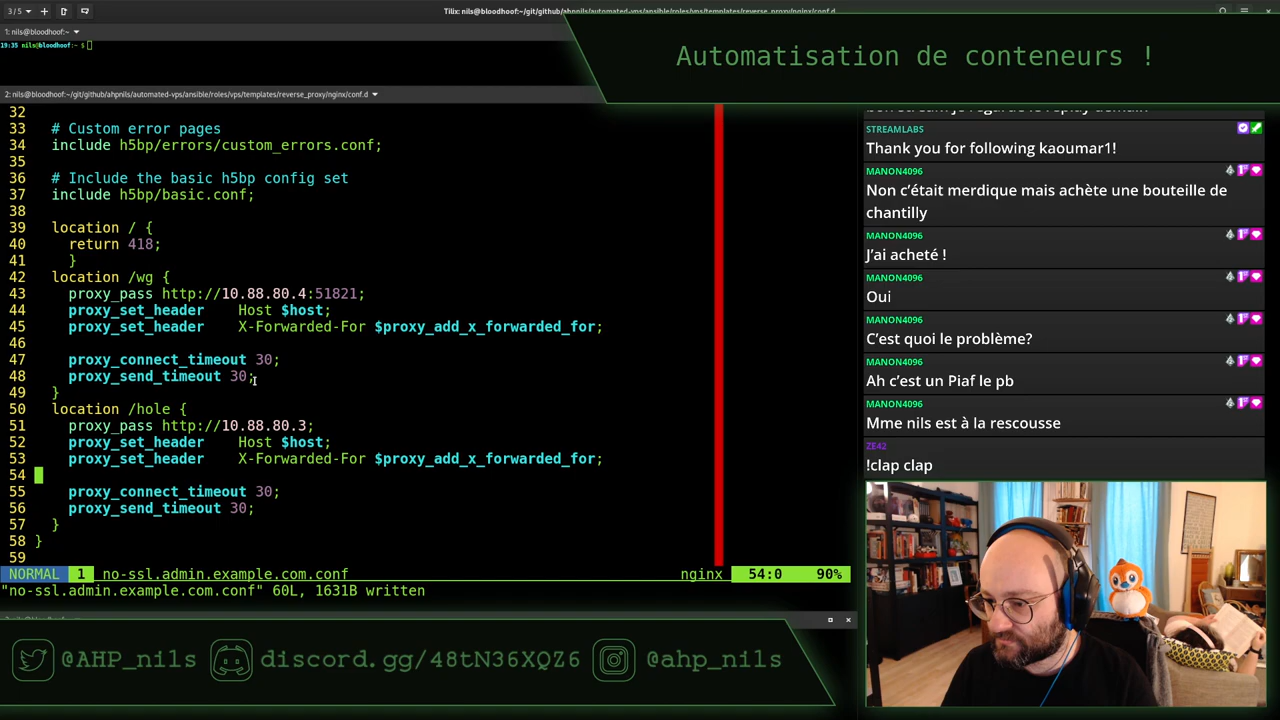 3 / 5
Tilix: nils@bloodhoof:~/git/github/ahpnils/automated-vps/ansible/roles/vps/templates/reverse_proxy/nginx/conf.d
1: nils@bloodhoof:~
19:35 nils@bloodhoof:~ $
Automatisation de conteneurs !
2: nils@bloodhoof:~/git/github/ahpnils/automated-vps/ansible/roles/vps/templates/reverse_proxy/nginx/conf.d
32
33 # Custom error pages
34 include h5bp/errors/custom_errors.conf;
35
36 # Include the basic h5bp config set
37 include h5bp/basic.conf;
38
39 location / {
40 return 418;
41 }
42 location /wg {
43 proxy_pass http://10.88.80.4:51821;
44 proxy_set_header Host $host;
45 proxy_set_header X-Forwarded-For $proxy_add_x_forwarded_for;
46
47 proxy_connect_timeout 30;
48 proxy_send_timeout 30;
49 }
50 location /hole {
51 proxy_pass http://10.88.80.3;
52 proxy_set_header Host $host;
53 proxy_set_header X-Forwarded-For $proxy_add_x_forwarded_for;
54
55 proxy_connect_timeout 30;
56 proxy_send_timeout 30;
57 }
58 }
59
NORMAL 1 no-ssl.admin.example.com.conf nginx 54:0 90%
"no-ssl.admin.example.com.conf" 60L, 1631B written
STREAMLABS
Thank you for following kaoumar1!
MANON4096
Non c'était merdique mais achète une bouteille de
chantilly
MANON4096
J'ai acheté !
MANON4096
Oui
MANON4096
C'est quoi le problème?
MANON4096
Ah c'est un Piaf le pb
MANON4096
Mme nils est à la rescousse
ZE42
!clap clap
@AHP_nils discord.gg/48tN36XQZ6 @ahp_nils